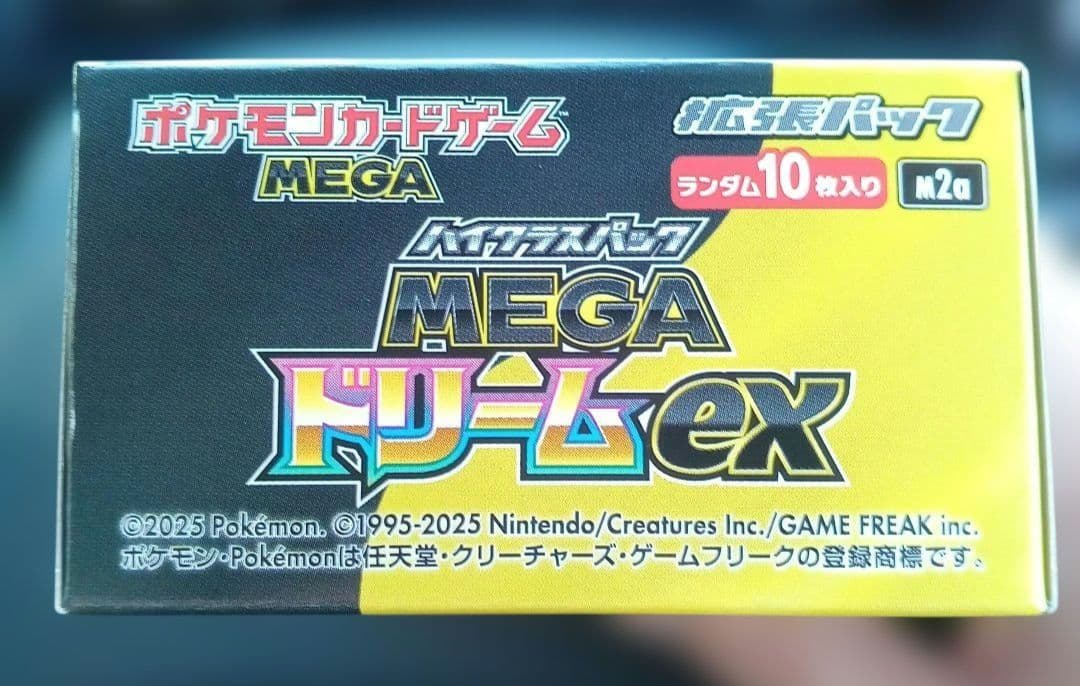 ポケモンカードゲーム
MEGA
拡張パック
ランダム10枚入り
M2a
ハイクラスパック
MEGA
ドリームex
©2025 Pokémon. ©1995-2025 Nintendo/Creatures Inc./GAME FREAK inc.
ポケモン・Pokémonは任天堂・クリーチャーズ・ゲームフリークの登録商標です。